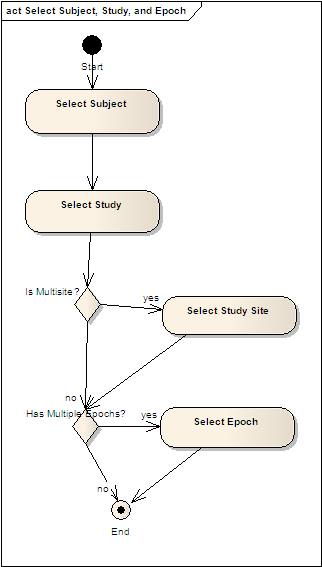 act Select Subject, Study, and Epoch
Start
Select Subject
Select Study
Is Multisite?
yes
Select Study Site
no
Has Multiple Epochs?
yes
Select Epoch
no
End